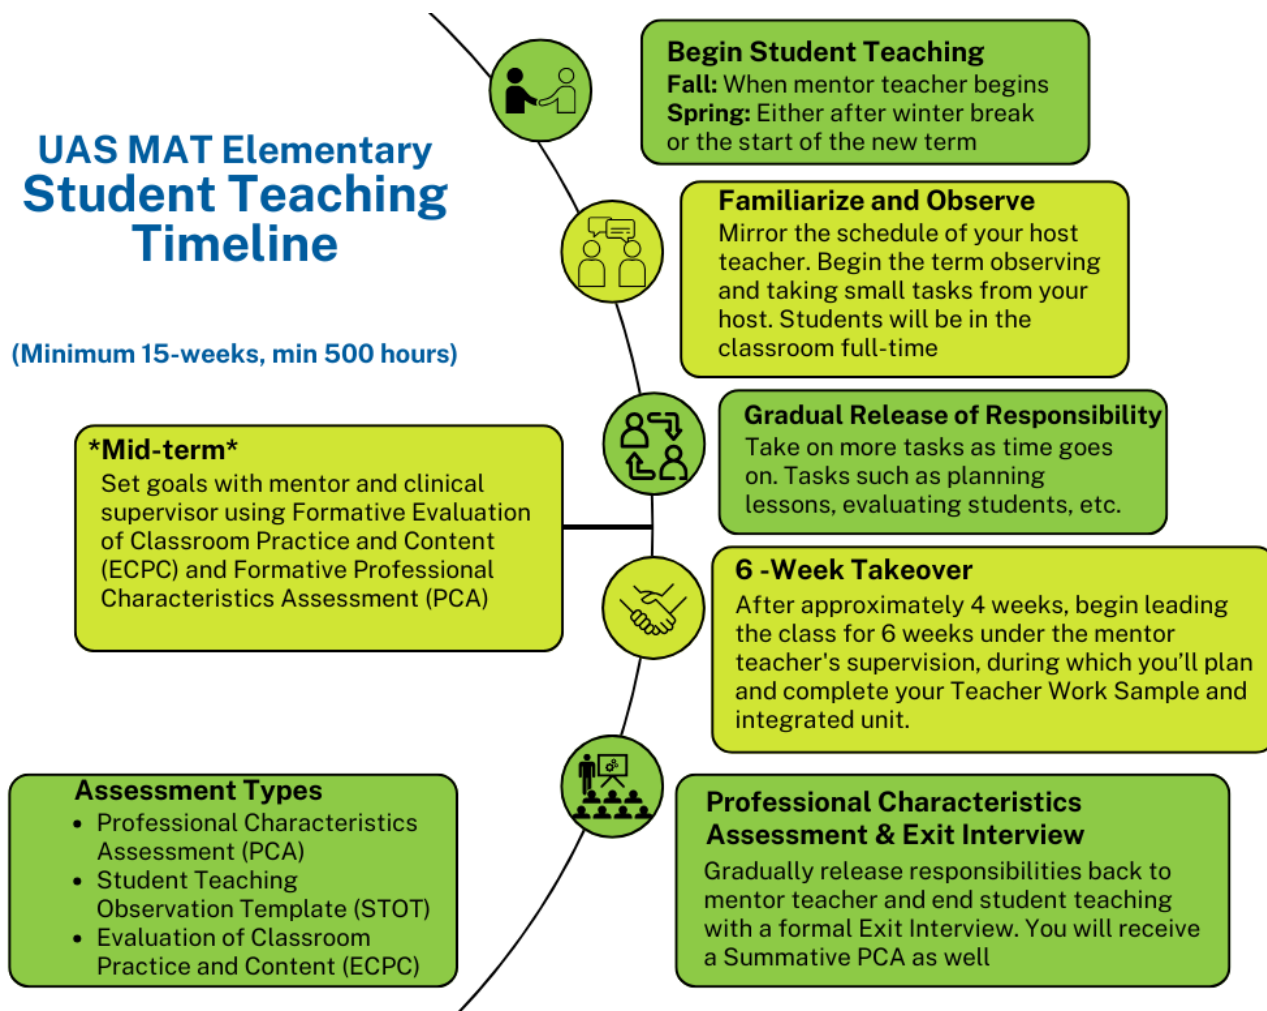 UAS MAT Elementary
Student Teaching
Timeline
(Minimum 15-weeks, min 500 hours)
Begin Student Teaching
Fall: When mentor teacher begins
Spring: Either after winter break
or the start of the new term
Familiarize and Observe
Mirror the schedule of your host
teacher. Begin the term observing
and taking small tasks from your
host. Students will be in the
classroom full-time
Gradual Release of Responsibility
Take on more tasks as time goes
on. Tasks such as planning
lessons, evaluating students, etc.
*Mid-term*
Set goals with mentor and clinical
supervisor using Formative Evaluation
of Classroom Practice and Content
(ECPC) and Formative Professional
Characteristics Assessment (PCA)
6 -Week Takeover
After approximately 4 weeks, begin leading
the class for 6 weeks under the mentor
teacher's supervision, during which you’ll plan
and complete your Teacher Work Sample and
integrated unit.
Assessment Types
• Professional Characteristics
Assessment (PCA)
• Student Teaching
Observation Template (STOT)
• Evaluation of Classroom
Practice and Content (ECPC)
Professional Characteristics
Assessment & Exit Interview
Gradually release responsibilities back to
mentor teacher and end student teaching
with a formal Exit Interview. You will receive
a Summative PCA as well